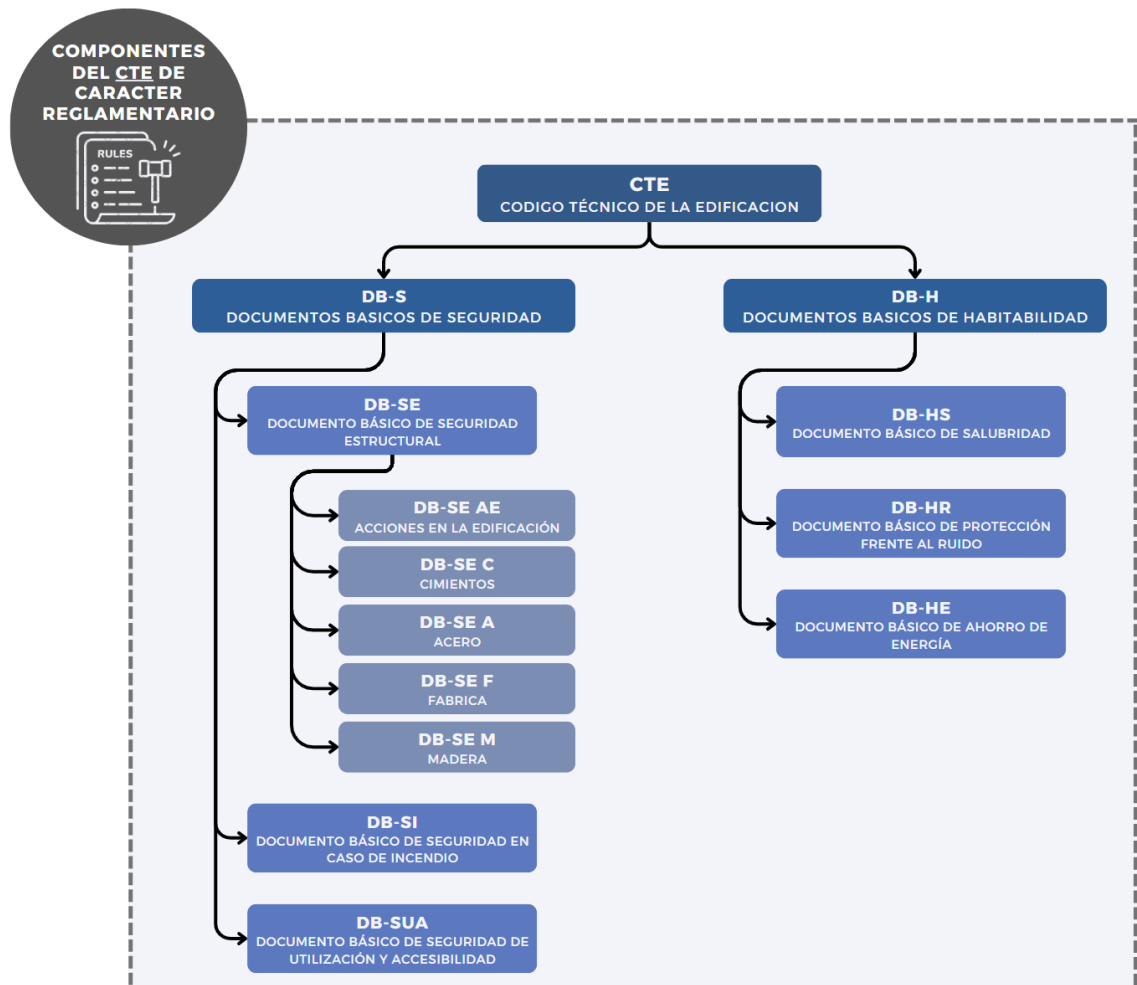 COMPONENTES
DEL CTE DE
CARACTER
REGLAMENTARIO
RULES
CTE
CODIGO TÉCNICO DE LA EDIFICACION
DB-S
DOCUMENTOS BASICOS DE SEGURIDAD
DB-H
DOCUMENTOS BASICOS DE HABITABILIDAD
DB-SE
DOCUMENTO BÁSICO DE SEGURIDAD
ESTRUCTURAL
DB-SE AE
ACCIONES EN LA EDIFICACIÓN
DB-SE C
CIMIENTOS
DB-SE A
ACERO
DB-SE F
FABRICA
DB-SE M
MADERA
DB-SI
DOCUMENTO BÁSICO DE SEGURIDAD EN
CASO DE INCENDIO
DB-SUA
DOCUMENTO BÁSICO DE SEGURIDAD DE
UTILIZACIÓN Y ACCESIBILIDAD
DB-HS
DOCUMENTO BÁSICO DE SALUBRIDAD
DB-HR
DOCUMENTO BÁSICO DE PROTECCIÓN
FRENTE AL RUIDO
DB-HE
DOCUMENTO BÁSICO DE AHORRO DE
ENERGÍA